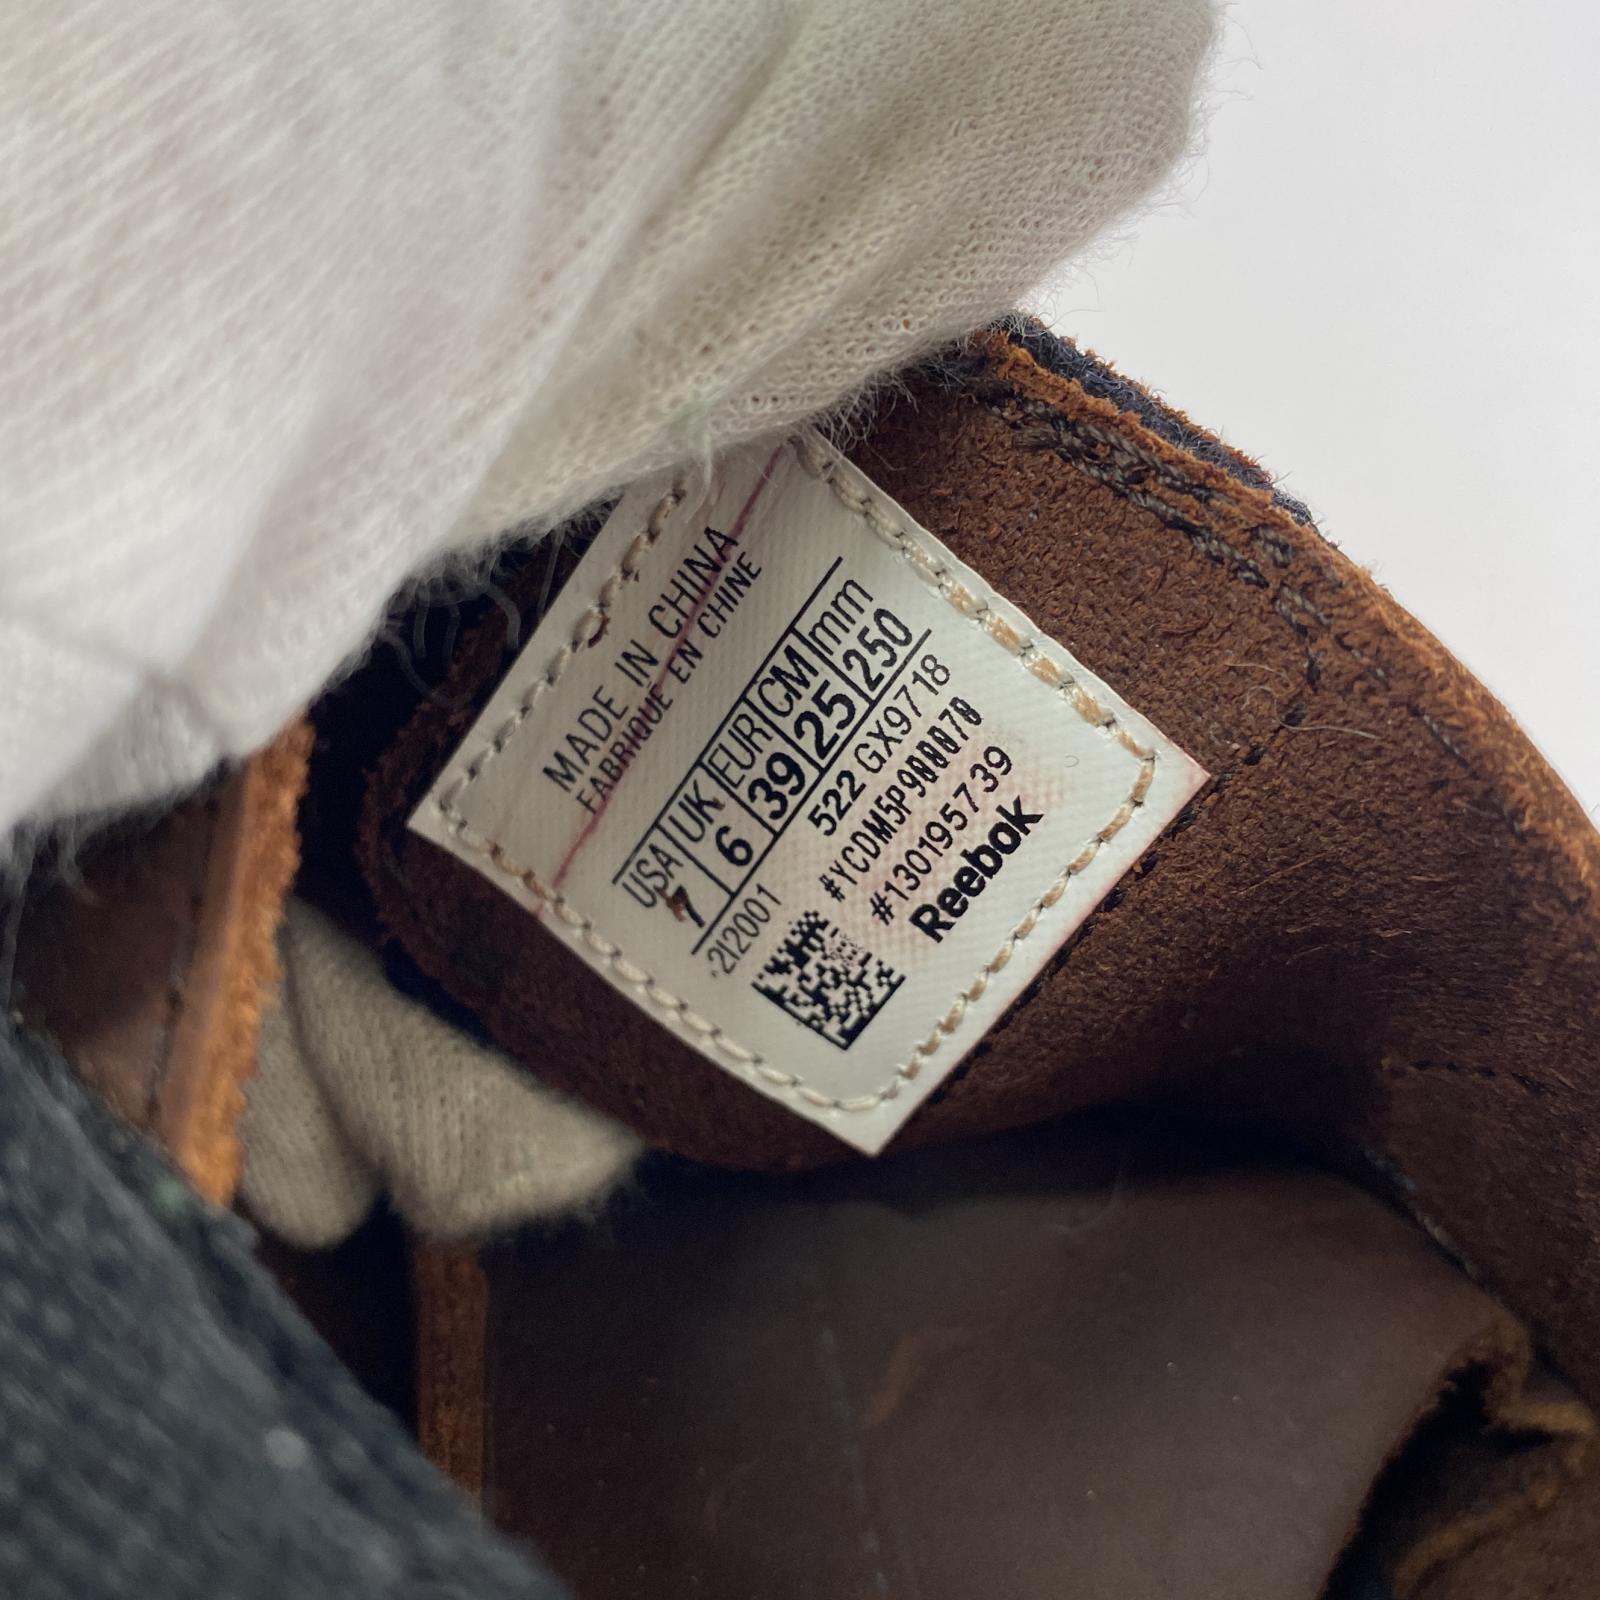 MADE IN CHINA
FABRIQUE EN CHINE
USA UK EUR CM mm
7 6 39 25 250
212001 522 GX9718
#YCDM5P9000078
#130195739
Reebok